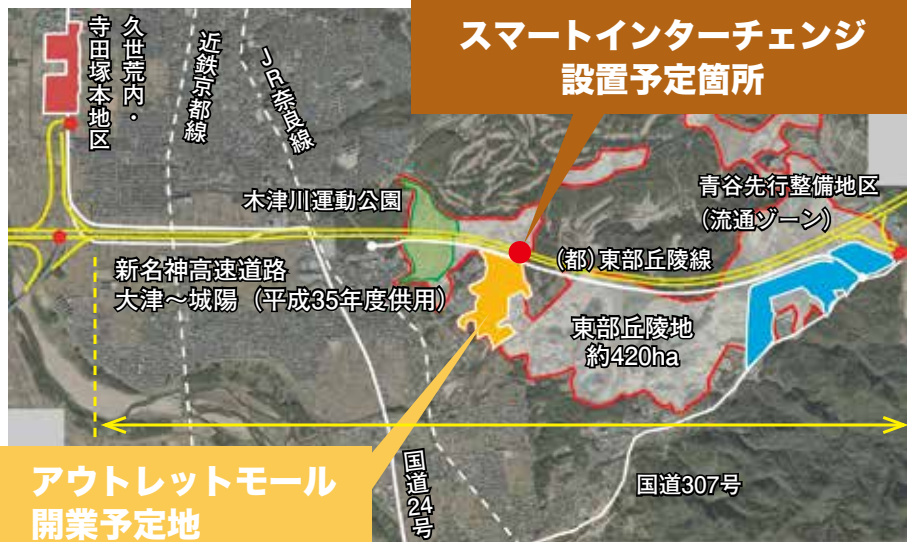 スマートインターチェンジ
設置予定箇所
久世荒内・
寺田塚本地区
近鉄京都線
JR奈良線
木津川運動公園
青谷先行整備地区
(流通ゾーン)
新名神高速道路
大津～城陽（平成35年度供用）
(都)東部丘陵線
東部丘陵地
約420ha
アウトレットモール
開業予定地
国道24号
国道307号